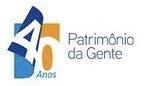 40
Anos
Patrimônio
da Gente